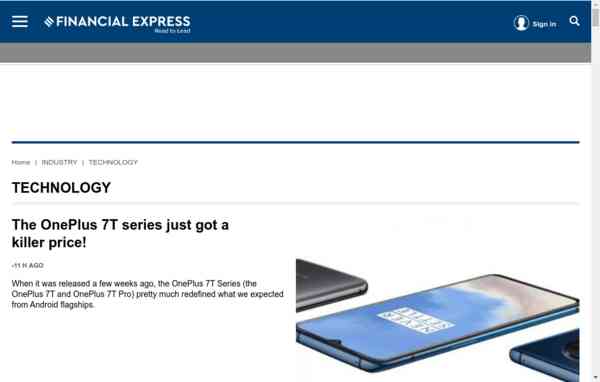 FINANCIAL EXPRESS
Read to Lead
Sign in
Home | INDUSTRY | TECHNOLOGY
TECHNOLOGY
The OnePlus 7T series just got a
killer price!
-11 H AGO
When it was released a few weeks ago, the OnePlus 7T Series (the
OnePlus 7T and OnePlus 7T Pro) pretty much redefined what we expected
from Android flagships.
NEVER
SETTLE